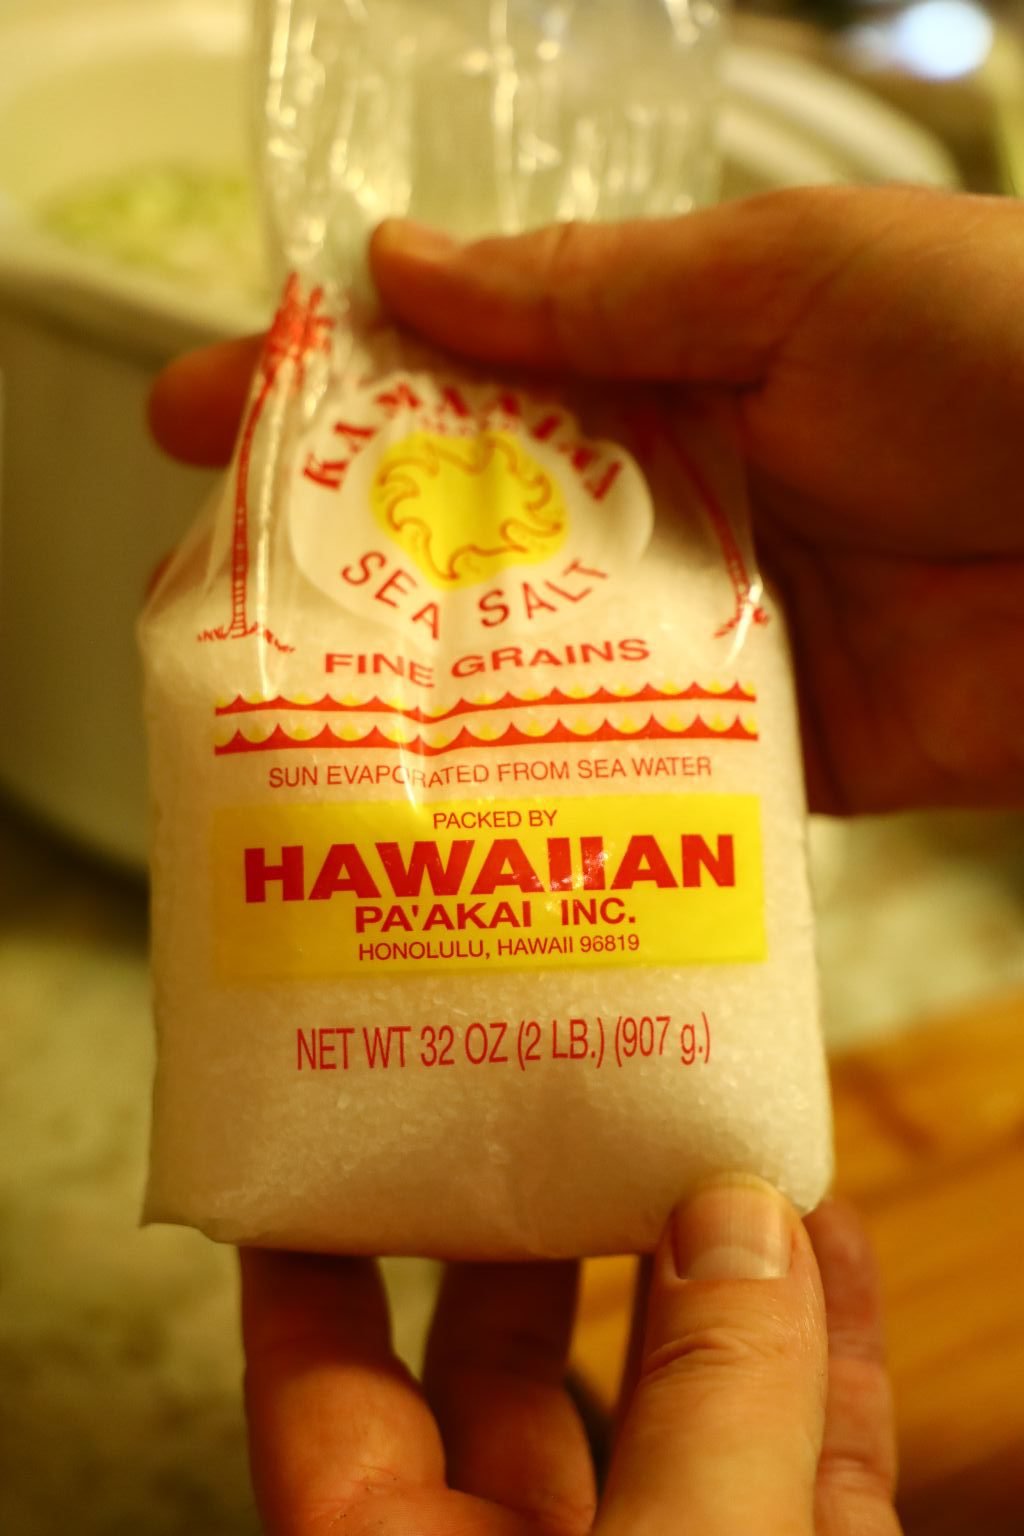 SEA SALT
FINE GRAINS
SUN EVAPORATED FROM SEA WATER
PACKED BY
HAWAIIAN
PA'AKAI INC.
HONOLULU, HAWAII 96819
NET WT 32 OZ (2 LB.) (907 g.)